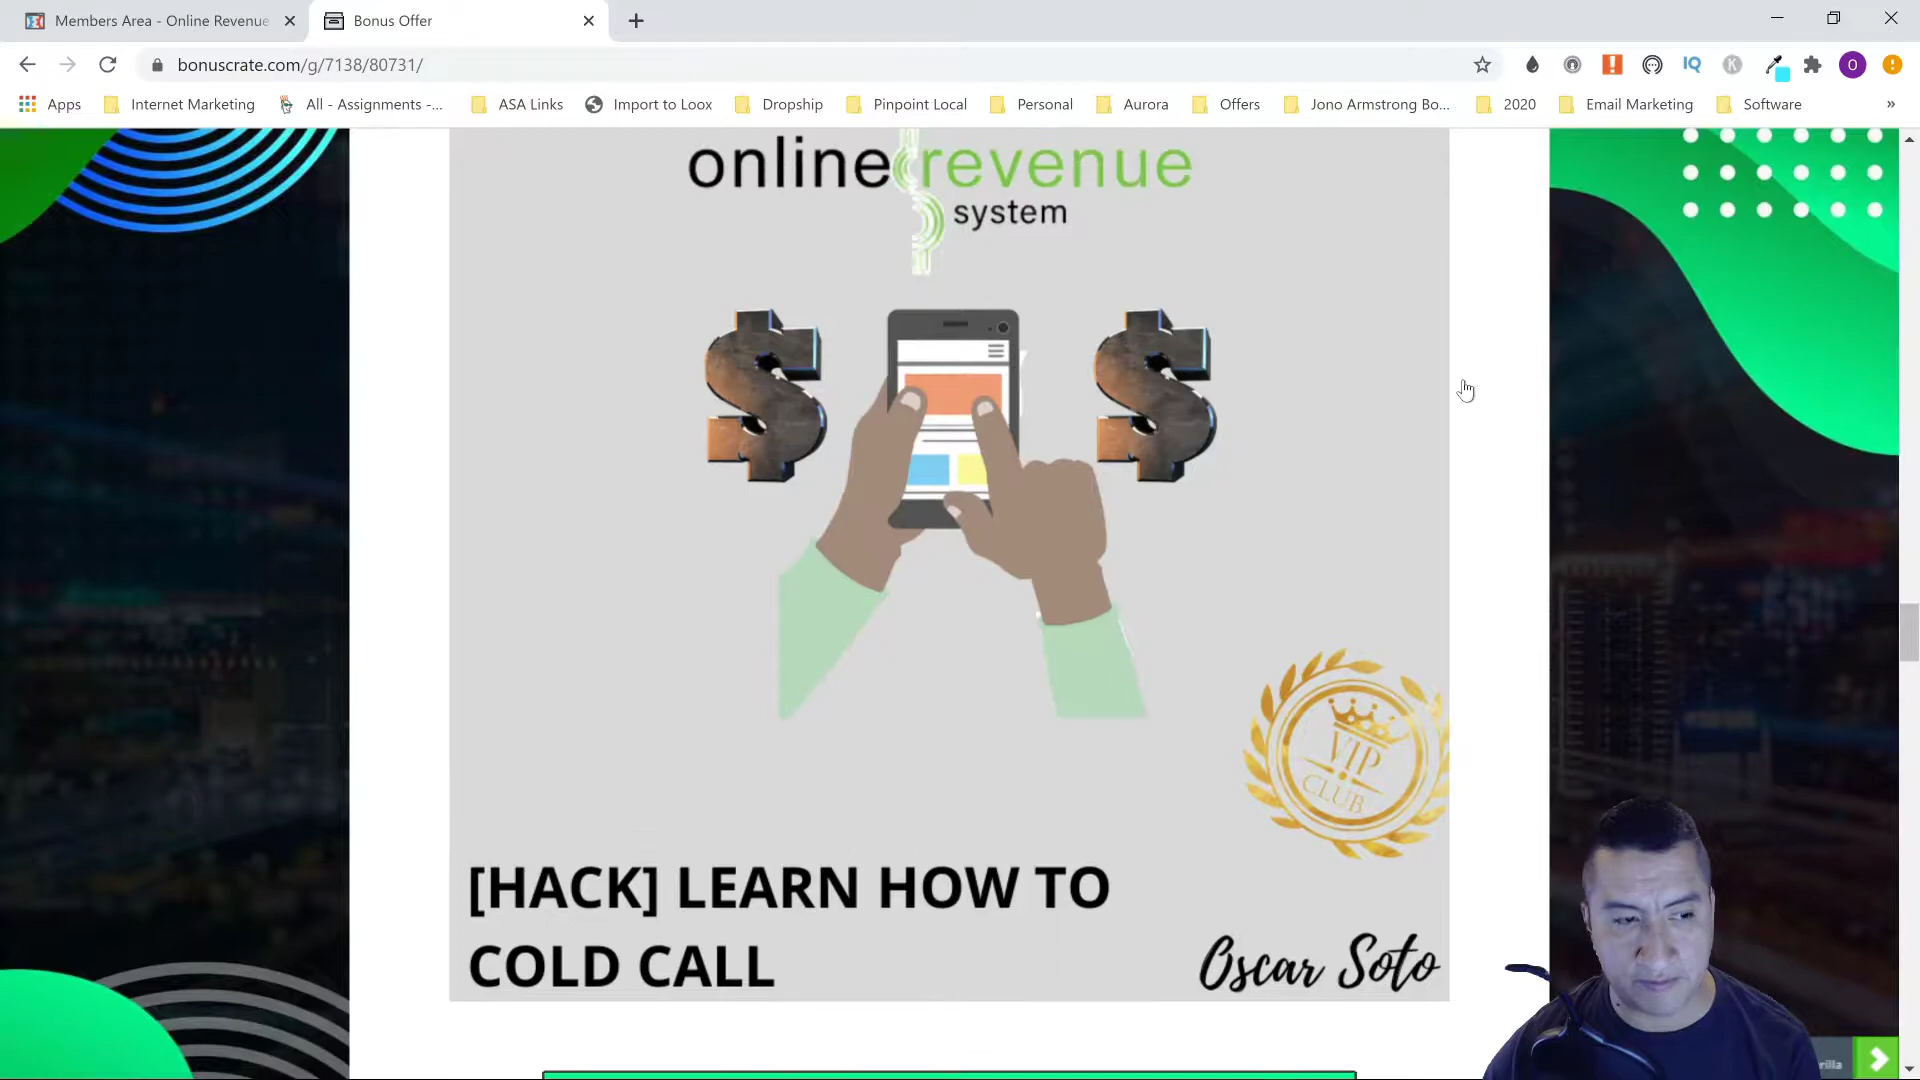 Members Area - Online Revenue
Bonus Offer
bonuscrate.com/g/7138/80731/
IQ
K
O
Apps
Internet Marketing
All - Assignments -...
ASA Links
Import to Loox
Dropship
Pinpoint Local
Personal
Aurora
Offers
Jono Armstrong Bo...
2020
Email Marketing
Software
»
online revenue
system
$ $
VIP
CLUB
[HACK] LEARN HOW TO
COLD CALL
Oscar Soto